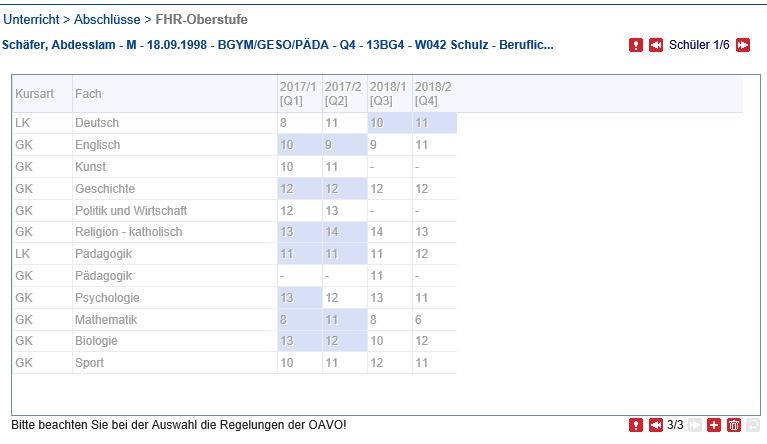 Unterricht > Abschlüsse > FHR-Oberstufe
Schäfer, Abdesslam - M - 18.09.1998 - BGYM/GESO/PÄDA - Q4 - 13BG4 - W042 Schulz - Beruflic... Schüler 1/6
Kursart Fach 2017/1 [Q1] 2017/2 [Q2] 2018/1 [Q3] 2018/2 [Q4]
LK Deutsch 8 11 10 11
GK Englisch 10 9 9 11
GK Kunst 10 11 - -
GK Geschichte 12 12 12 12
GK Politik und Wirtschaft 12 13 - -
GK Religion - katholisch 13 14 14 13
LK Pädagogik 11 11 11 12
GK Pädagogik - - 11 -
GK Psychologie 13 12 13 11
GK Mathematik 8 11 8 6
GK Biologie 13 12 10 12
GK Sport 10 11 12 11
Bitte beachten Sie bei der Auswahl die Regelungen der OAVO! 3/3